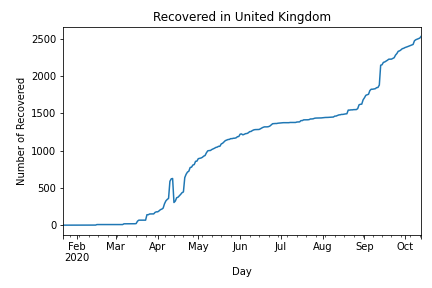 Recovered in United Kingdom
Number of Recovered
2500
2000
1500
1000
500
0
Feb Mar Apr May Jun Jul Aug Sep Oct
2020
Day